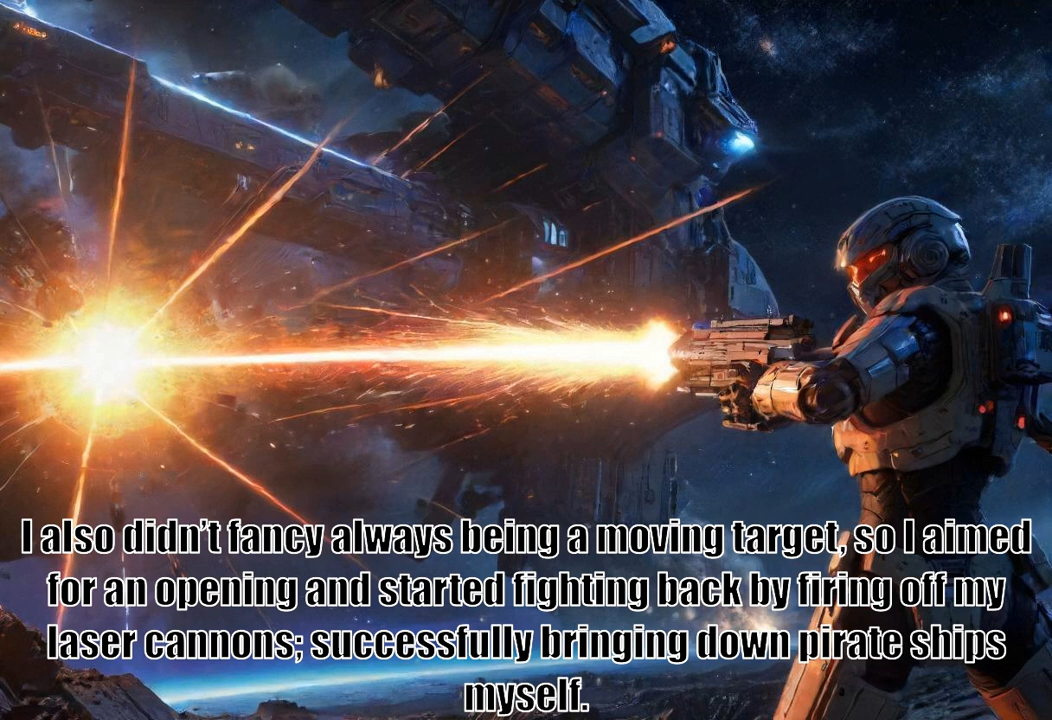 I also didn’t fancy always being a moving target, so I aimed
for an opening and started fighting back by firing off my
laser cannons; successfully bringing down pirate ships
myself.